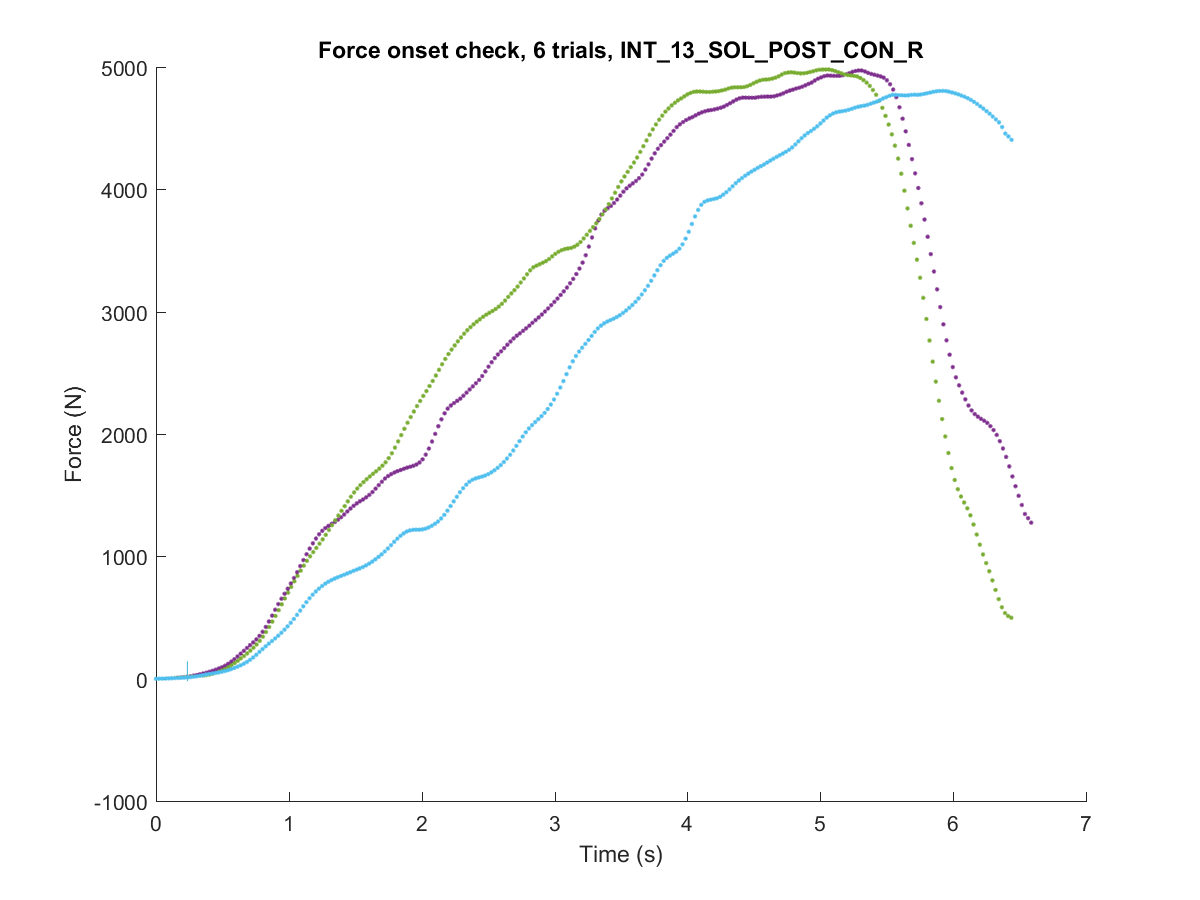 Force onset check, 6 trials, INT_13_SOL_POST_CON_R
5000
4000
3000
2000
1000
0
-1000
Force (N)
0 1 2 3 4 5 6 7
Time (s)